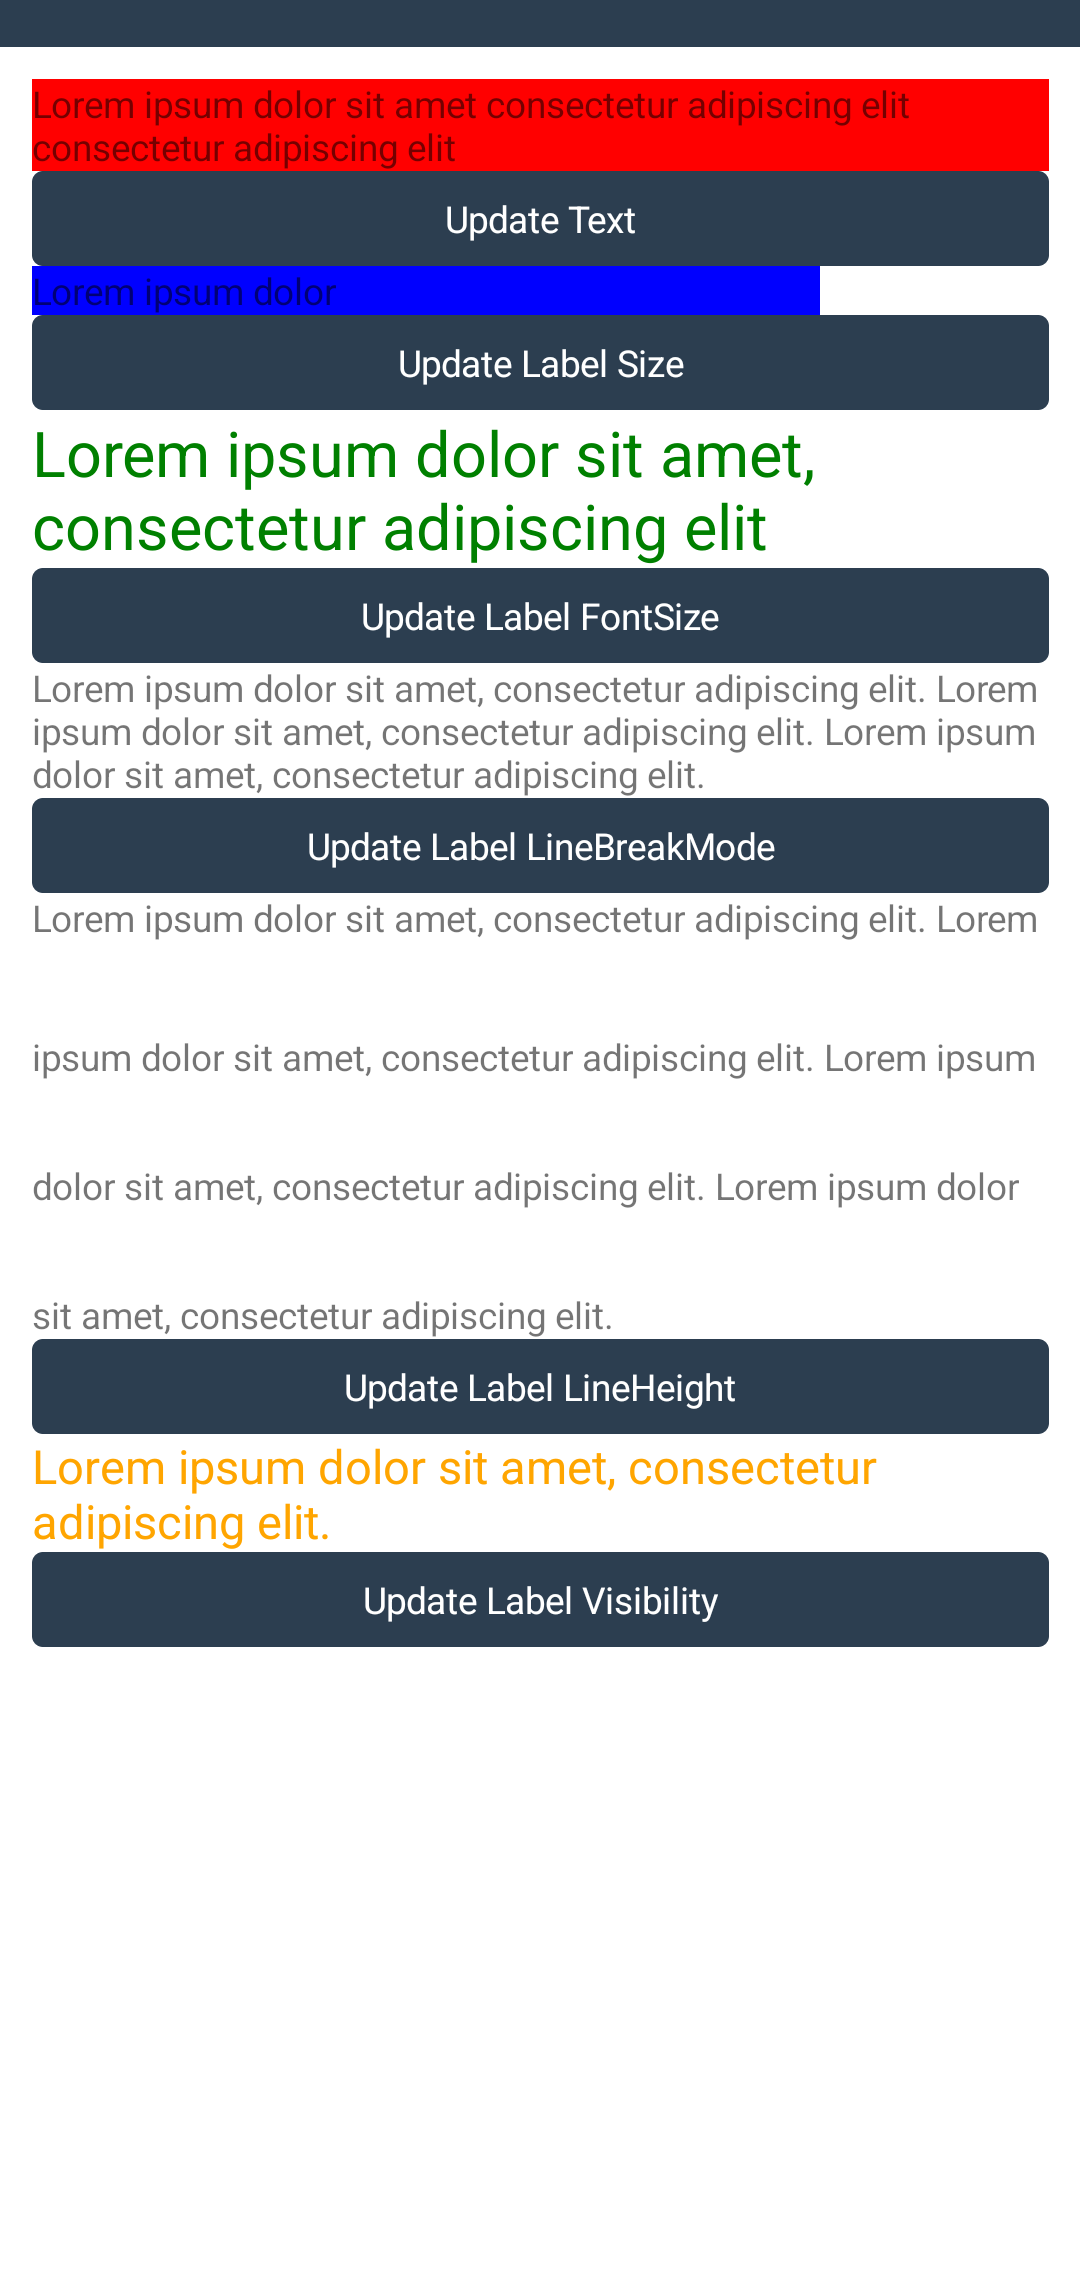 Lorem ipsum dolor sit amet consectetur adipiscing elit
consectetur adipiscing elit
Update Text
Lorem ipsum dolor
Update Label Size
Lorem ipsum dolor sit amet,
consectetur adipiscing elit
Update Label FontSize
Lorem ipsum dolor sit amet, consectetur adipiscing elit. Lorem
ipsum dolor sit amet, consectetur adipiscing elit. Lorem ipsum
dolor sit amet, consectetur adipiscing elit.
Update Label LineBreakMode
Lorem ipsum dolor sit amet, consectetur adipiscing elit. Lorem
ipsum dolor sit amet, consectetur adipiscing elit. Lorem ipsum
dolor sit amet, consectetur adipiscing elit. Lorem ipsum dolor
sit amet, consectetur adipiscing elit.
Update Label LineHeight
Lorem ipsum dolor sit amet, consectetur
adipiscing elit.
Update Label Visibility